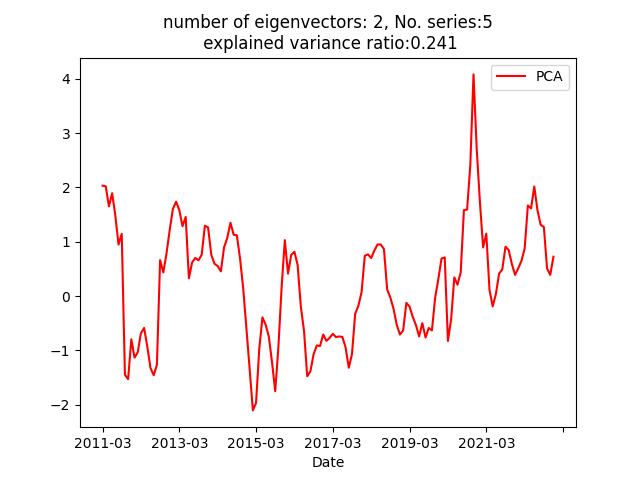 number of eigenvectors: 2, No. series:5
explained variance ratio:0.241
PCA
4
3
2
1
0
−1
−2
2011-03 2013-03 2015-03 2017-03 2019-03 2021-03
Date